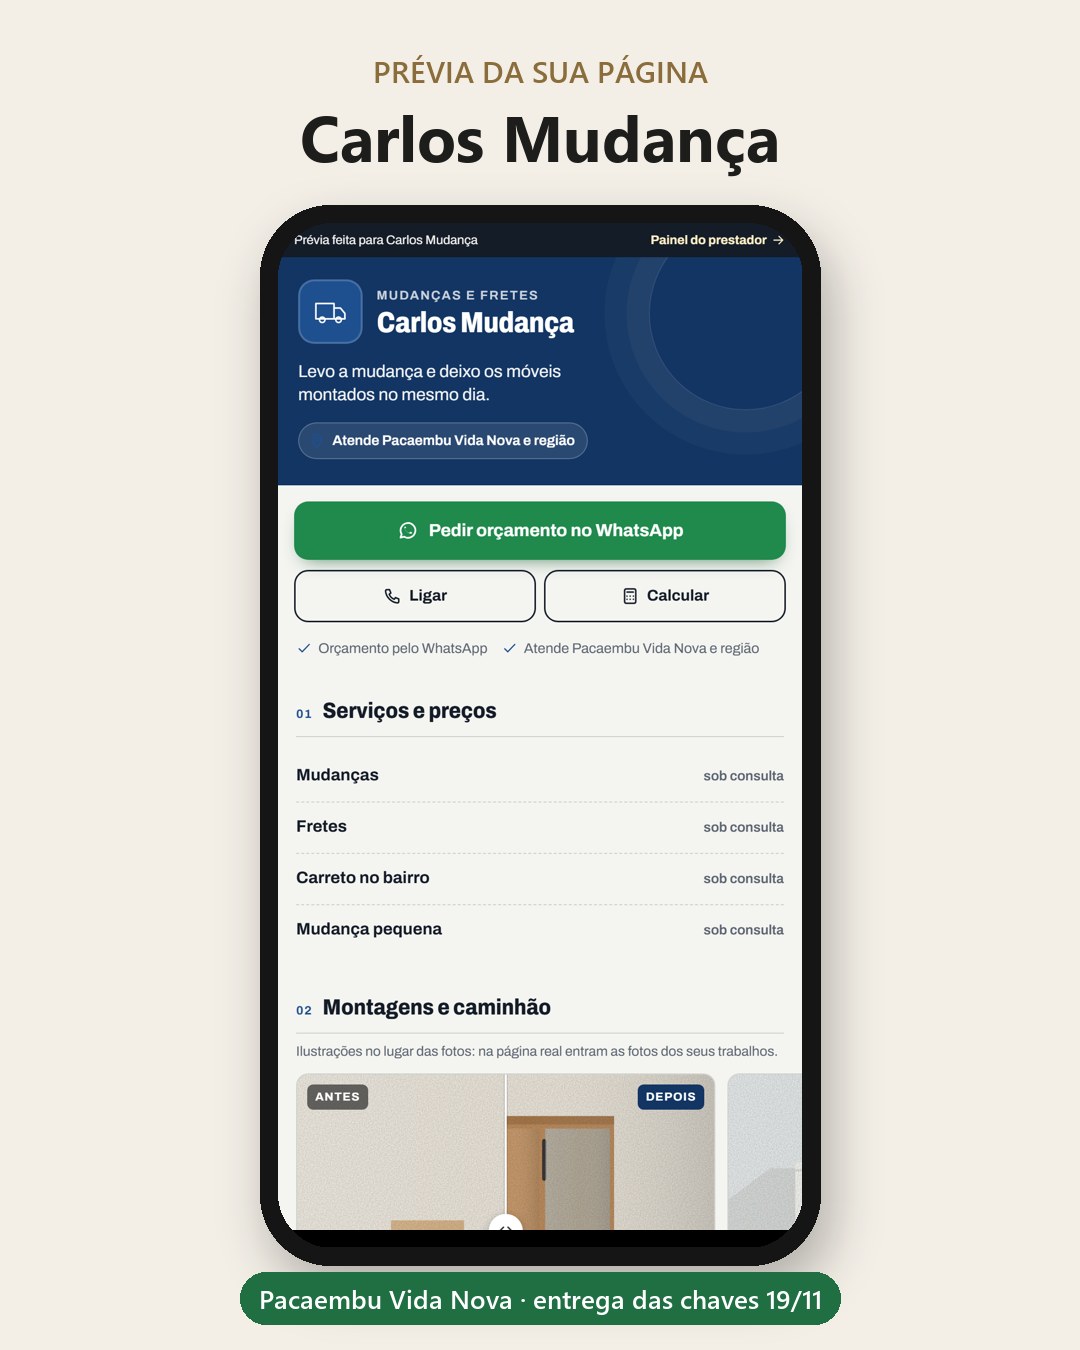 PRÉVIA DA SUA PÁGINA
Carlos Mudança
Prévia feita para Carlos Mudança
Painel do prestador →
MUDANÇAS E FRETES
Carlos Mudança
Levo a mudança e deixo os móveis
montados no mesmo dia.
Atende Pacaembu Vida Nova e região
Pedir orçamento no WhatsApp
Ligar
Calcular
Orçamento pelo WhatsApp
Atende Pacaembu Vida Nova e região
01 Serviços e preços
Mudanças sob consulta
Fretes sob consulta
Carreto no bairro sob consulta
Mudança pequena sob consulta
02 Montagens e caminhão
Ilustrações no lugar das fotos: na página real entram as fotos dos seus trabalhos.
ANTES
DEPOIS
Pacaembu Vida Nova · entrega das chaves 19/11